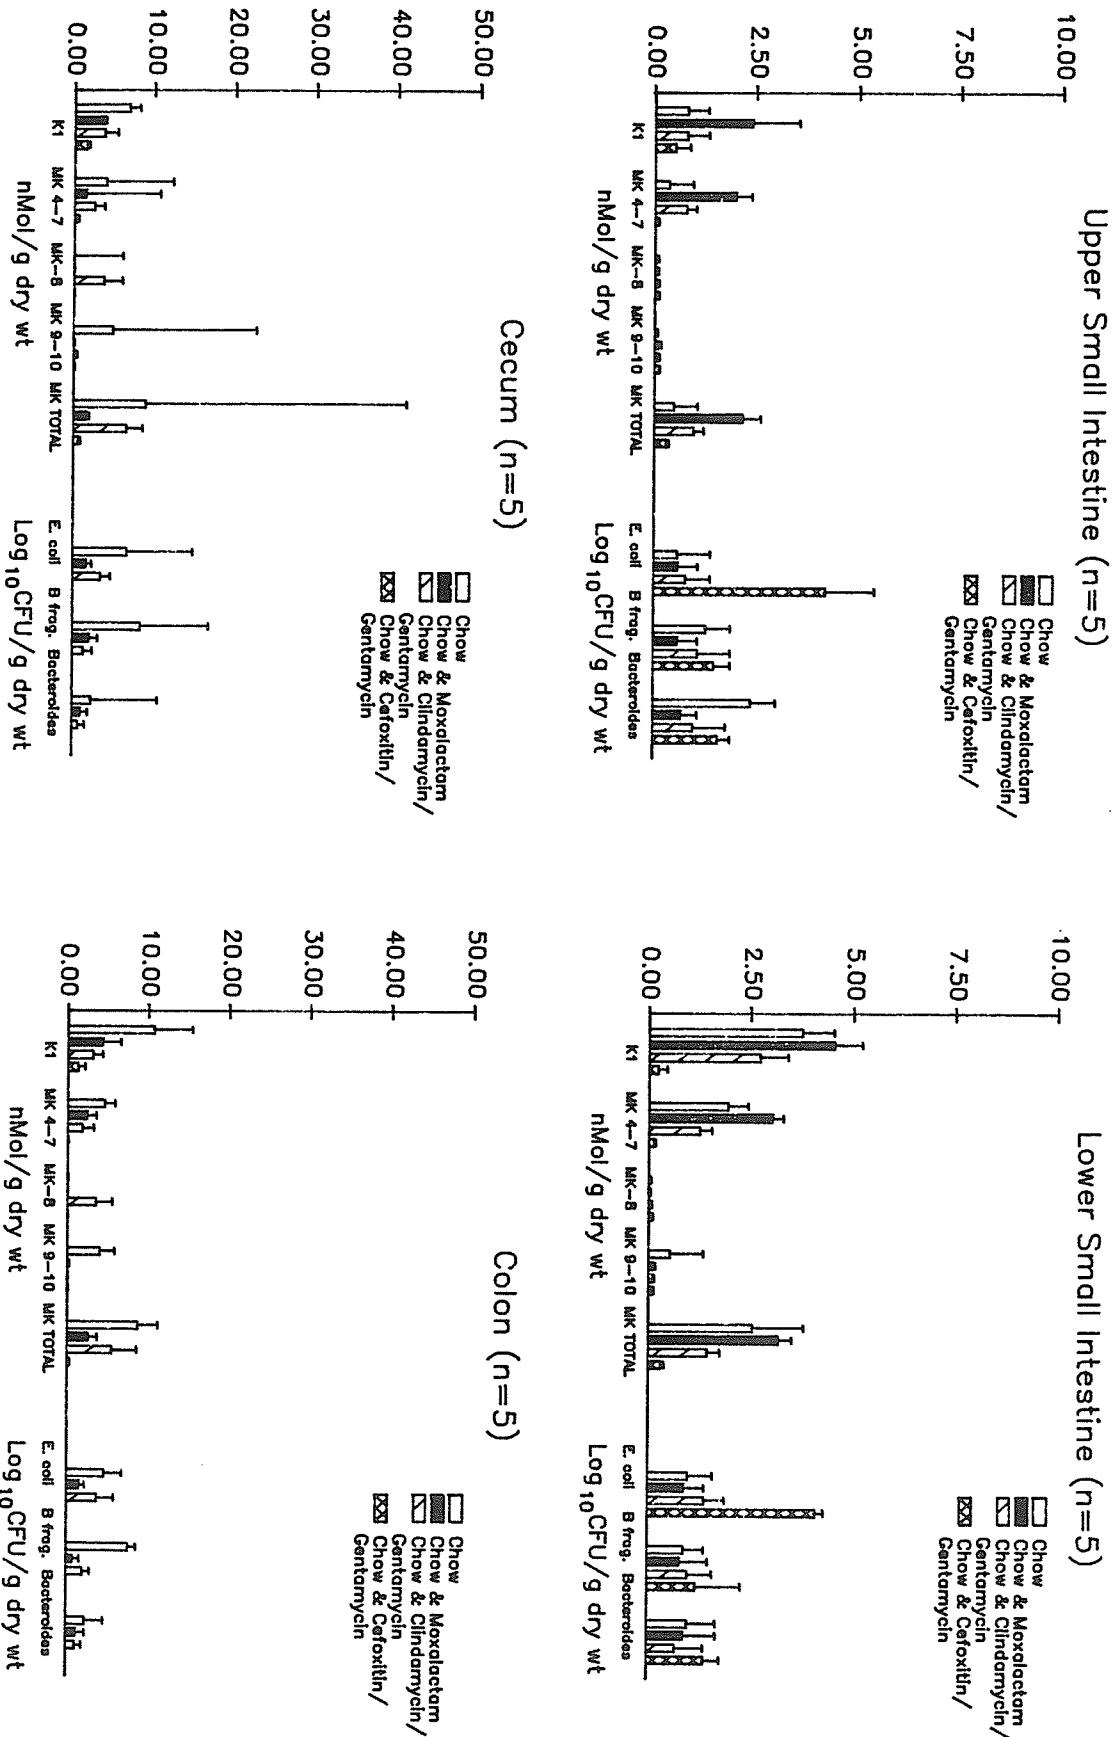 Upper Small Intestine (n=5)
10.00
7.50
5.00
2.50
0.00
Chow
Chow & Moxalactam
Chow & Clindamycin/
Gentamycin
Chow & Cefoxitin/
Gentamycin
K1 MK 4-7 MK-8 MK 9-10 MK TOTAL E. coli B frag. Bacteroides
nMol/g dry wt Log10CFU/g dry wt
Lower Small Intestine (n=5)
10.00
7.50
5.00
2.50
0.00
Chow
Chow & Moxalactam
Chow & Clindamycin/
Gentamycin
Chow & Cefoxitin/
Gentamycin
K1 MK 4-7 MK-8 MK 9-10 MK TOTAL E. coli B frag. Bacteroides
nMol/g dry wt Log10CFU/g dry wt
Cecum (n=5)
50.00
40.00
30.00
20.00
10.00
0.00
Chow
Chow & Moxalactam
Chow & Clindamycin/
Gentamycin
Chow & Cefoxitin/
Gentamycin
K1 MK 4-7 MK-8 MK 9-10 MK TOTAL E. coli B frag. Bacteroides
nMol/g dry wt Log10CFU/g dry wt
Colon (n=5)
50.00
40.00
30.00
20.00
10.00
0.00
Chow
Chow & Moxalactam
Chow & Clindamycin/
Gentamycin
Chow & Cefoxitin/
Gentamycin
K1 MK 4-7 MK-8 MK 9-10 MK TOTAL E. coli B frag. Bacteroides
nMol/g dry wt Log10CFU/g dry wt